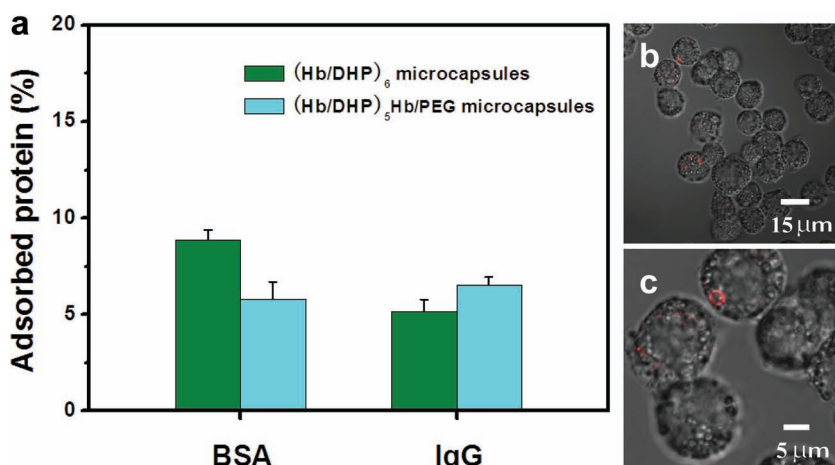 a
20
15
10
5
0
Adsorbed protein (%)
(Hb/DHP)₆ microcapsules
(Hb/DHP)₅Hb/PEG microcapsules
BSA
IgG
b
15 μm
c
5 μm